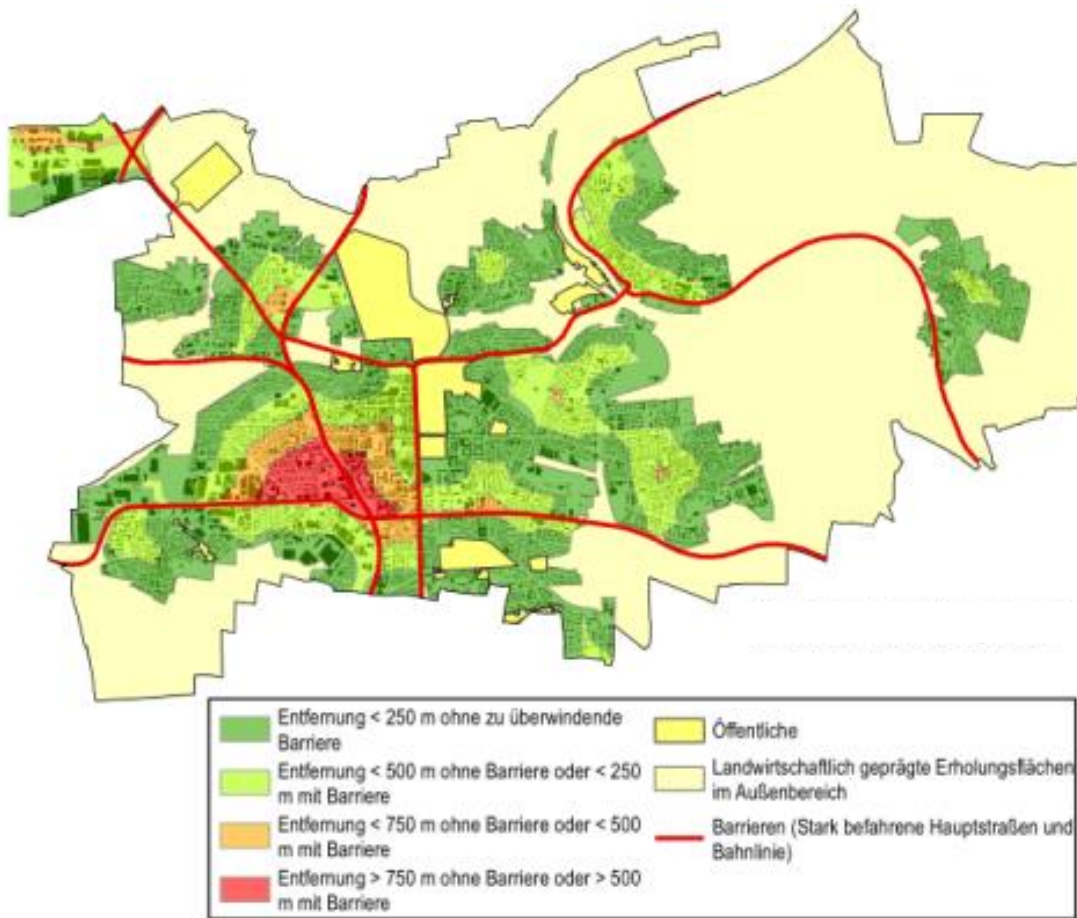 Entfernung < 250 m ohne zu überwindende
Barriere
Entfernung < 500 m ohne Barriere oder < 250
m mit Barriere
Entfernung < 750 m ohne Barriere oder < 500
m mit Barriere
Entfernung > 750 m ohne Barriere oder > 500
m mit Barriere
Öffentliche
Landwirtschaftlich geprägte Erholungsflächen
im Außenbereich
Barrieren (Stark befahrene Hauptstraßen und
Bahnlinie)